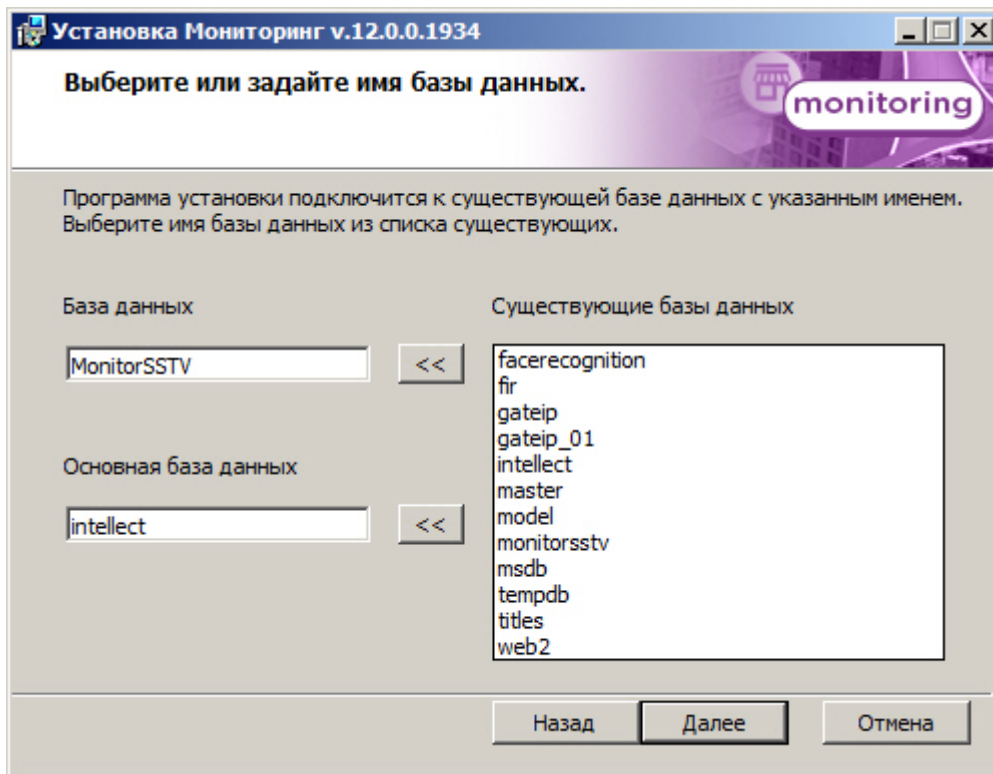 Установка Мониторинг v.12.0.0.1934
Выберите или задайте имя базы данных.
monitoring
Программа установки подключится к существующей базе данных с указанным именем.
Выберите имя базы данных из списка существующих.
База данных
MonitorSSTV
<<
Основная база данных
intellect
<<
Существующие базы данных
facerecognition
fir
gateip
gateip_01
intellect
master
model
monitorsstv
msdb
tempdb
titles
web2
Назад
Далее
Отмена